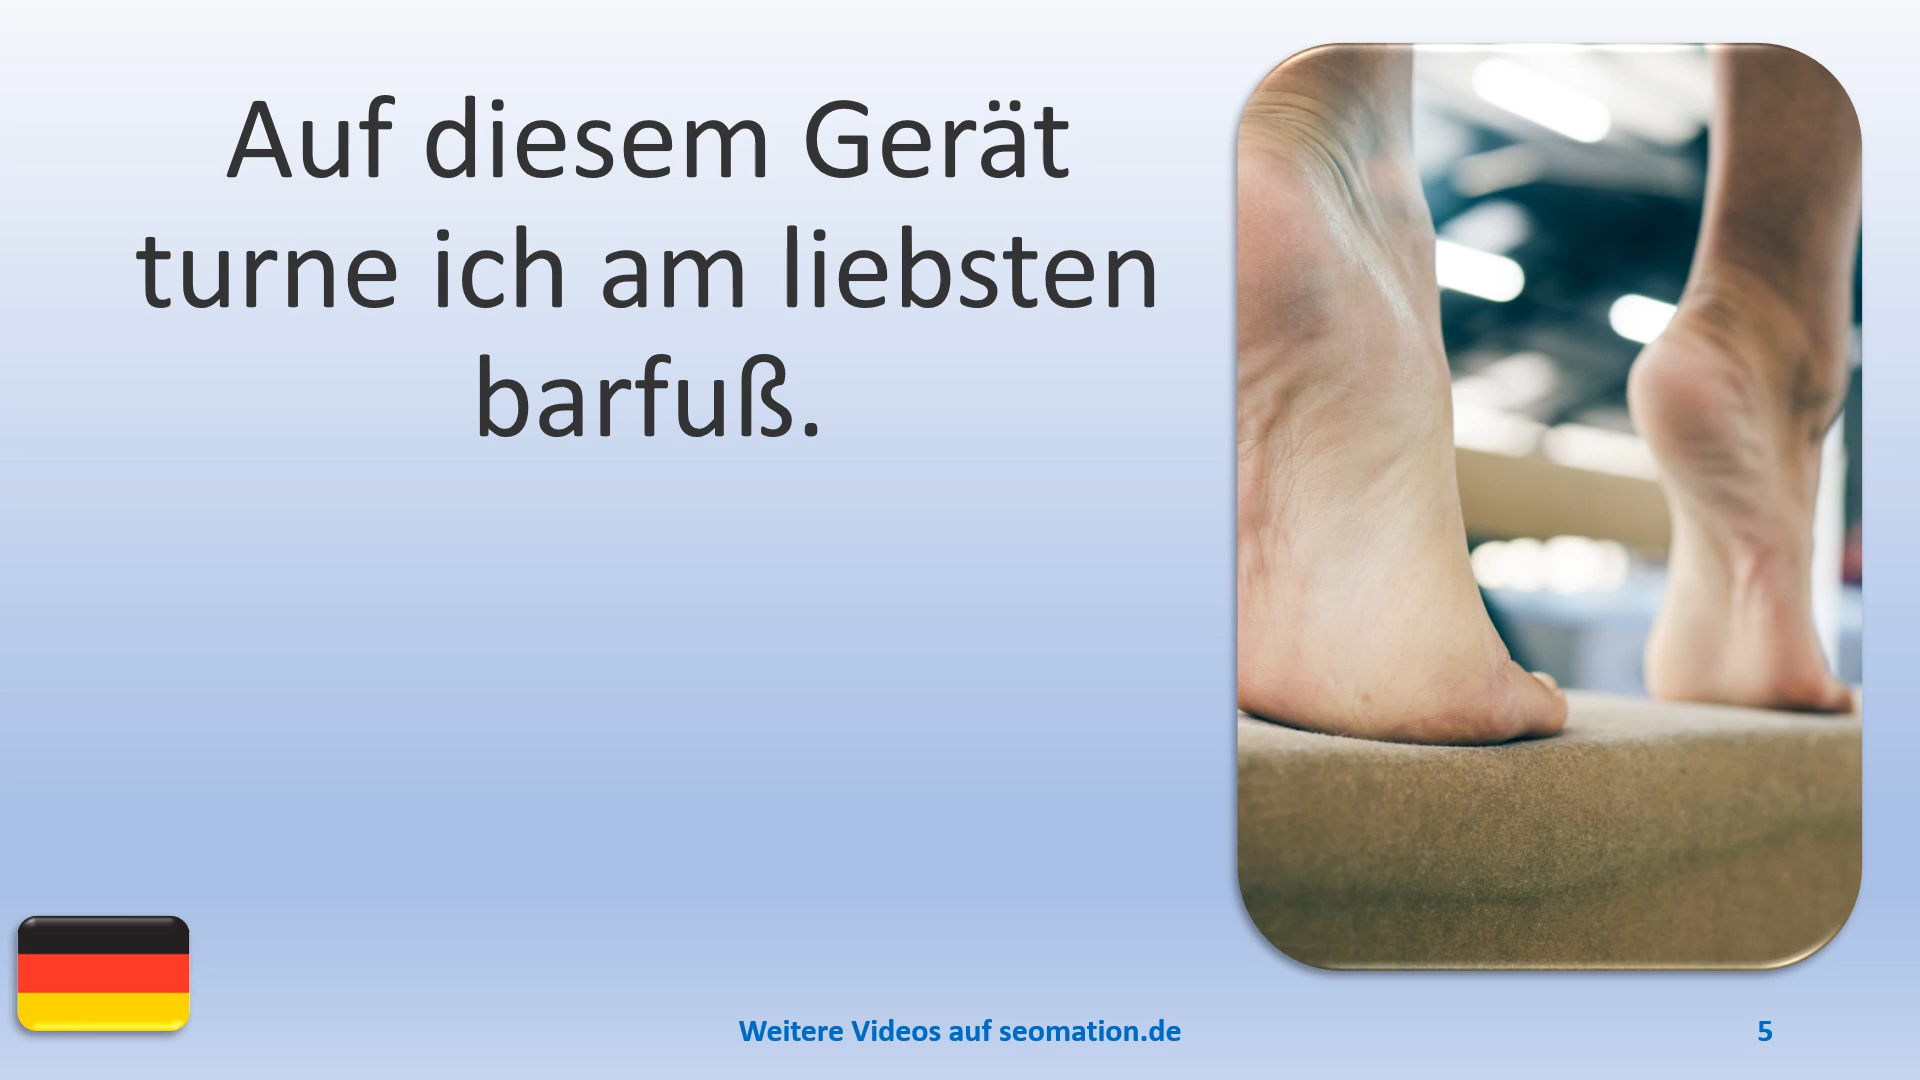 Auf diesem Gerät
turne ich am liebsten
barfuß.
Weitere Videos auf seomation.de
5